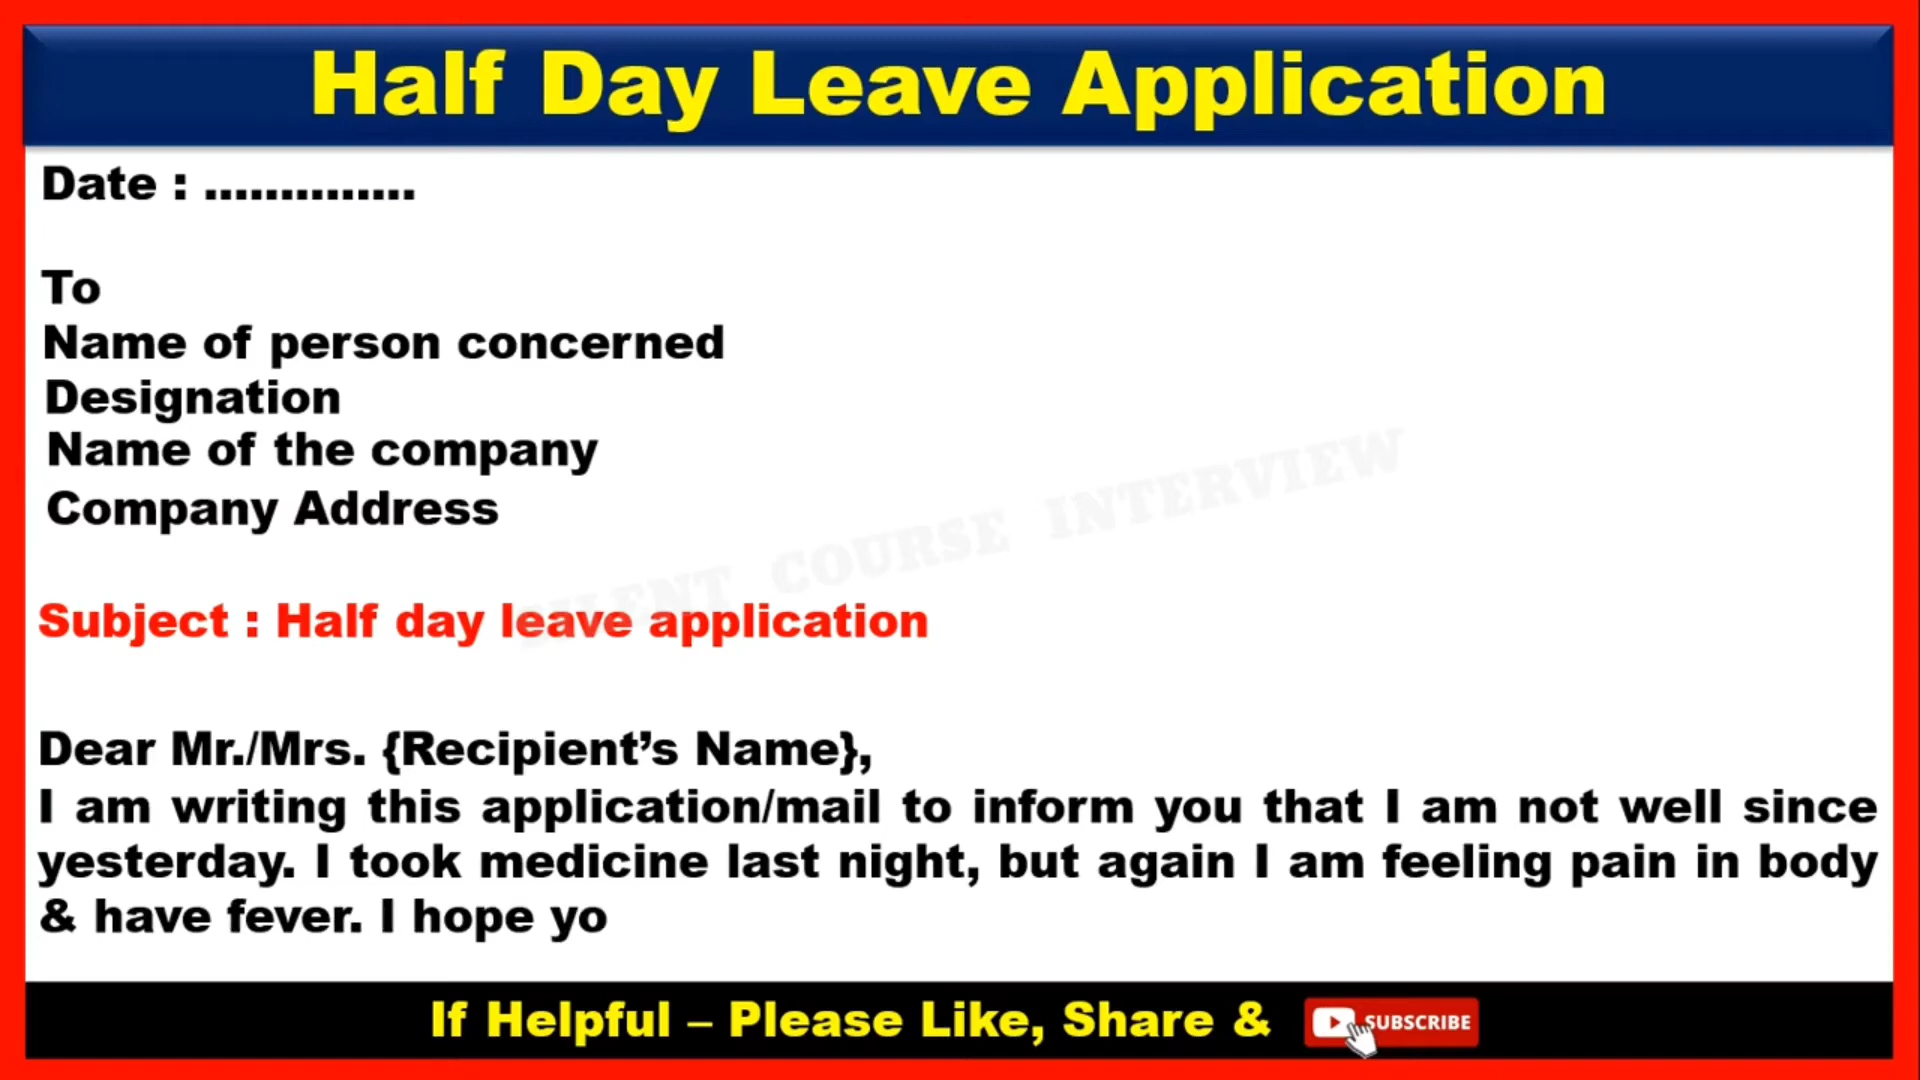 Half Day Leave Application
Date : ..............
To
Name of person concerned
Designation
Name of the company
Company Address
SILENT COURSE INTERVIEW
Subject : Half day leave application
Dear Mr./Mrs. {Recipient’s Name},
I am writing this application/mail to inform you that I am not well since
yesterday. I took medicine last night, but again I am feeling pain in body
& have fever. I hope yo
If Helpful – Please Like, Share &
SUBSCRIBE